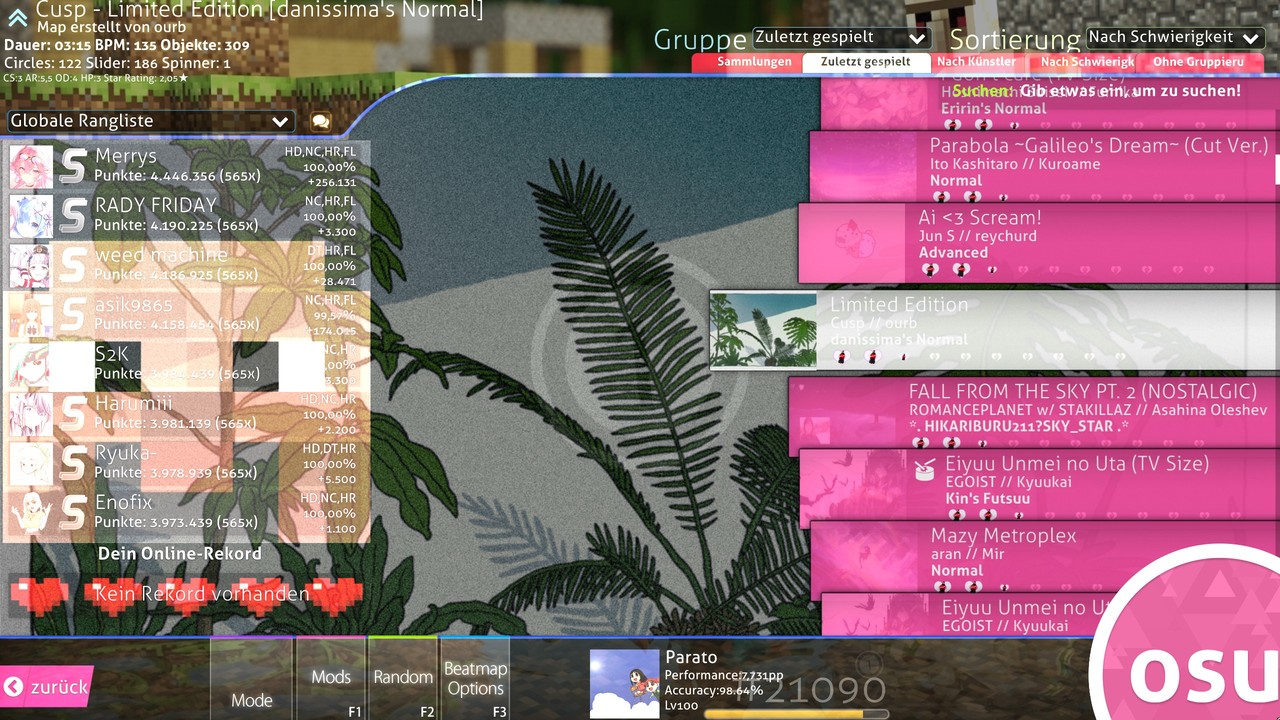 Cusp - Limited Edition [danissima's Normal]
Map erstellt von ourb
Dauer: 03:15 BPM: 135 Objekte: 309
Circles: 122 Slider: 186 Spinner: 1
CS:3 AR:5,5 OD:4 HP:3 Star Rating: 2,05★
Gruppe
Zuletzt gespielt
Sortierung
Nach Schwierigkeit
Sammlungen
Zuletzt gespielt
Nach Künstler
Nach Schwierigk
Ohne Gruppieru
Suchen: Gib etwas ein, um zu suchen!
Globale Rangliste
Merrys
Punkte: 4.446.356 (565x)
HD,NC,HR,FL
100,00%
+256.131
RADY FRIDAY
Punkte: 4.190.225 (565x)
NC,HR,FL
100,00%
+3.300
weed machine
Punkte: 4.186.925 (565x)
DT,HR,FL
100,00%
+28.471
asik9865
Punkte: 4.158.454 (565x)
NC,HR,FL
99,57%
+174.015
S2K
Punkte: 3.984.439 (565x)
Harumiii
Punkte: 3.981.139 (565x)
HD,NC,HR
100,00%
+2.200
Ryuka-
Punkte: 3.978.939 (565x)
HD,DT,HR
100,00%
+5.500
Enofix
Punkte: 3.973.439 (565x)
HD,NC,HR
100,00%
+1.100
Dein Online-Rekord
Kein Rekord vorhanden
Eririn's Normal
Parabola ~Galileo's Dream~ (Cut Ver.)
Ito Kashitaro // Kuroame
Normal
Ai <3 Scream!
Jun S // reychurd
Advanced
Limited Edition
Cusp // ourb
danissima's Normal
FALL FROM THE SKY PT. 2 (NOSTALGIC)
ROMANCEPLANET w/ STAKILLAZ // Asahina Oleshev
*. HIKARIBURU211?SKY_STAR .*
Eiyuu Unmei no Uta (TV Size)
EGOIST // Kyuukai
Kin's Futsuu
Mazy Metroplex
aran // Mir
Normal
Eiyuu Unmei no Ut
EGOIST // Kyuukai
zurück
Mode
Mods
F1
Random
F2
Beatmap
Options
F3
Parato
Performance:7.731pp
Accuracy:98.64%
Lv100
#21090
osu